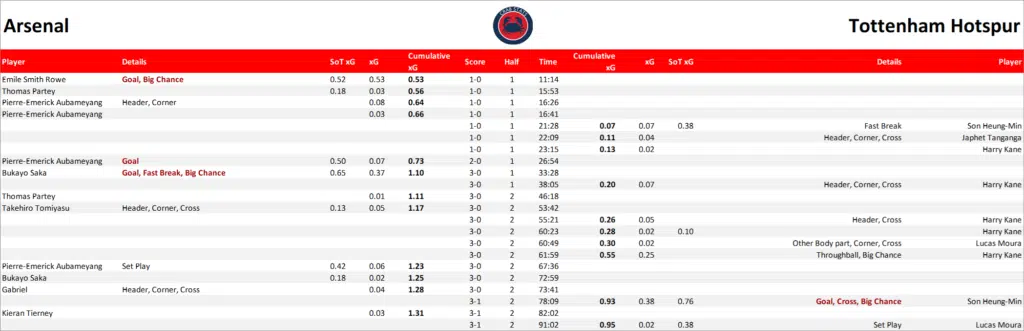 Arsenal
CRAB STATS
Tottenham Hotspur
Player Details SoT xG xG Cumulative xG Score Half Time Cumulative xG xG SoT xG Details Player
Emile Smith Rowe Goal, Big Chance 0.52 0.53 0.53 1-0 1 11:14
Thomas Partey 0.18 0.03 0.56 1-0 1 15:53
Pierre-Emerick Aubameyang Header, Corner 0.08 0.64 1-0 1 16:26
Pierre-Emerick Aubameyang 0.03 0.66 1-0 1 16:41
1-0 1 21:28 0.07 0.07 0.38 Fast Break Son Heung-Min
1-0 1 22:09 0.11 0.04 Header, Corner, Cross Japhet Tanganga
1-0 1 23:15 0.13 0.02 Harry Kane
Pierre-Emerick Aubameyang Goal 0.50 0.07 0.73 2-0 1 26:54
Bukayo Saka Goal, Fast Break, Big Chance 0.65 0.37 1.10 3-0 1 33:28
3-0 1 38:05 0.20 0.07 Header, Corner, Cross Harry Kane
Thomas Partey 0.01 1.11 3-0 2 46:18
Takehiro Tomiyasu Header, Corner, Cross 0.13 0.05 1.17 3-0 2 53:42
3-0 2 55:21 0.26 0.05 Header, Cross Harry Kane
3-0 2 60:23 0.28 0.02 0.10 Harry Kane
3-0 2 60:49 0.30 0.02 Other Body part, Corner, Cross Lucas Moura
3-0 2 61:59 0.55 0.25 Throughball, Big Chance Harry Kane
Pierre-Emerick Aubameyang Set Play 0.42 0.06 1.23 3-0 2 67:36
Bukayo Saka 0.18 0.02 1.25 3-0 2 72:59
Gabriel Header, Corner, Cross 0.04 1.28 3-0 2 73:41
3-1 2 78:09 0.93 0.38 0.76 Goal, Cross, Big Chance Son Heung-Min
Kieran Tierney 0.03 1.31 3-1 2 82:02
3-1 2 91:02 0.95 0.02 0.38 Set Play Lucas Moura